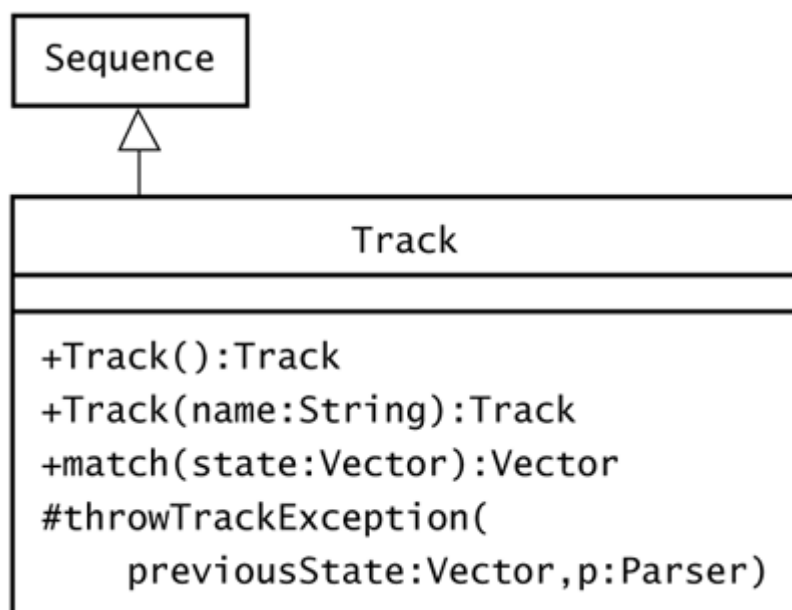 Sequence
Track
+Track():Track
+Track(name:String):Track
+match(state:Vector):Vector
#throwTrackException(
previousState:Vector,p:Parser)